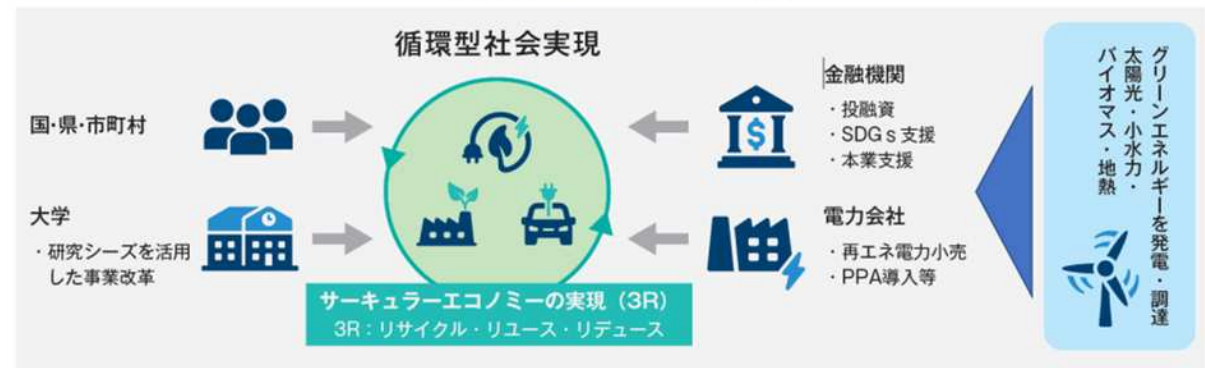 循環型社会実現
国・県・市町村
大学
・研究シーズを活用
した事業改革
サーキュラーエコノミーの実現（3R）
3R：リサイクル・リユース・リデュース
金融機関
・投融資
・SDGｓ支援
・本業支援
電力会社
・再エネ電力小売
・PPA導入等
グリーンエネルギーを発電・調達
太陽光・小水力・
バイオマス・地熱